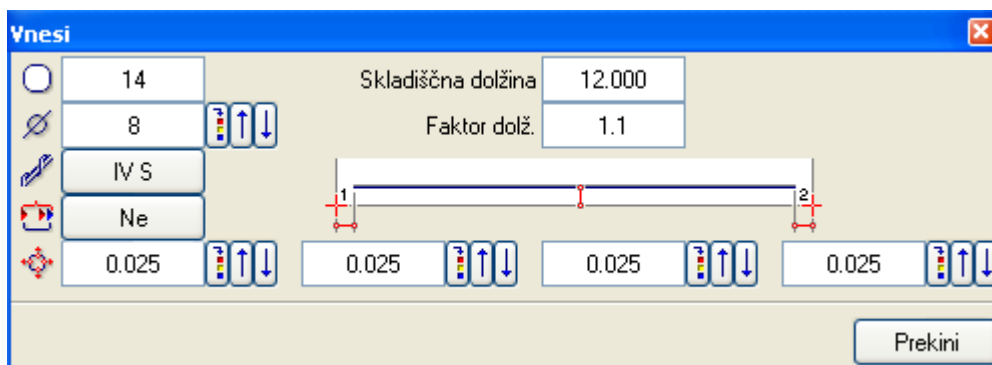 Vnesi
14 Skladiščna dolžina 12.000
8 Faktor dolž. 1.1
IV S
1 2
Ne
0.025 0.025 0.025 0.025
Prekini